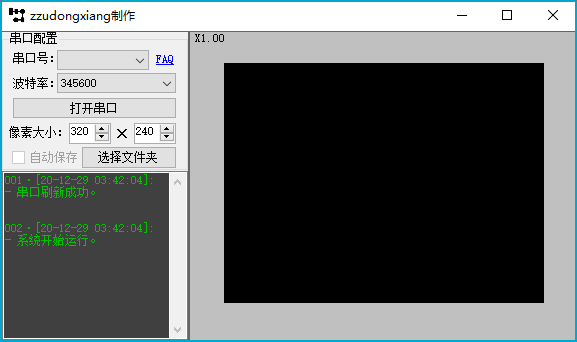 zzudongxiang制作
串口配置
串口号:
FAQ
波特率: 345600
打开串口
像素大小: 320 × 240
自动保存 选择文件夹
001·[20-12-29 03:42:04]:
- 串口刷新成功。
002·[20-12-29 03:42:04]:
- 系统开始运行。
X1.00